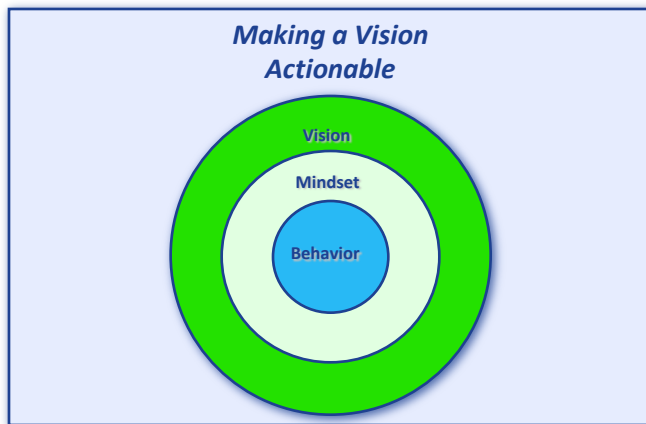 Making a Vision
Actionable
Vision
Mindset
Behavior